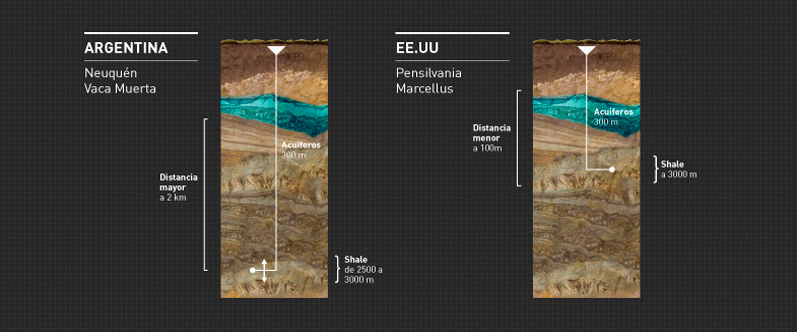 ARGENTINA
Neuquén
Vaca Muerta
Acuíferos
300 m
Distancia
mayor
a 2 km
Shale
de 2500 a
3000 m
EE.UU
Pensilvania
Marcellus
Acuíferos
300 m
Distancia
menor
a 100m
Shale
a 3000 m